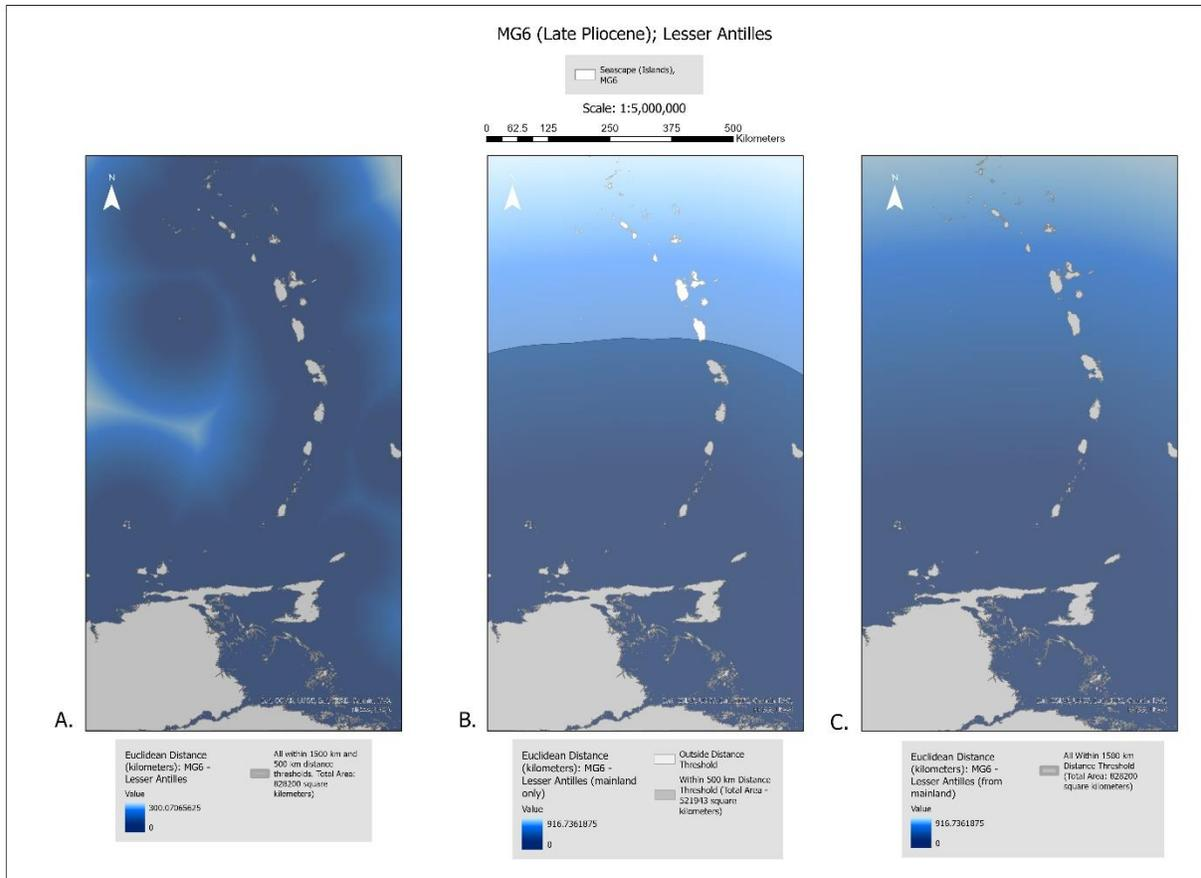 MG6 (Late Pliocene); Lesser Antilles
Seascape (Islands),
MG6
Scale: 1:5,000,000
0 62.5 125 250 375 500
Kilometers
N
N
N
A.
B.
C.
Euclidean Distance
(kilometers): MG6 -
Lesser Antilles
Value
300.07065625
0
All within 1500 km and
500 km distance
thresholds. Total Area:
828200 square
kilometers)
Euclidean Distance
(kilometers): MG6 -
Lesser Antilles (mainland
only)
Value
916.7361875
0
Outside Distance
Threshold
Within 500 km Distance
Threshold (Total Area -
521943 square
kilometers)
Euclidean Distance
(kilometers): MG6 -
Lesser Antilles (from
mainland)
Value
916.7361875
0
All Within 1500 km
Distance Threshold
(Total Area: 828200
square kilometers)